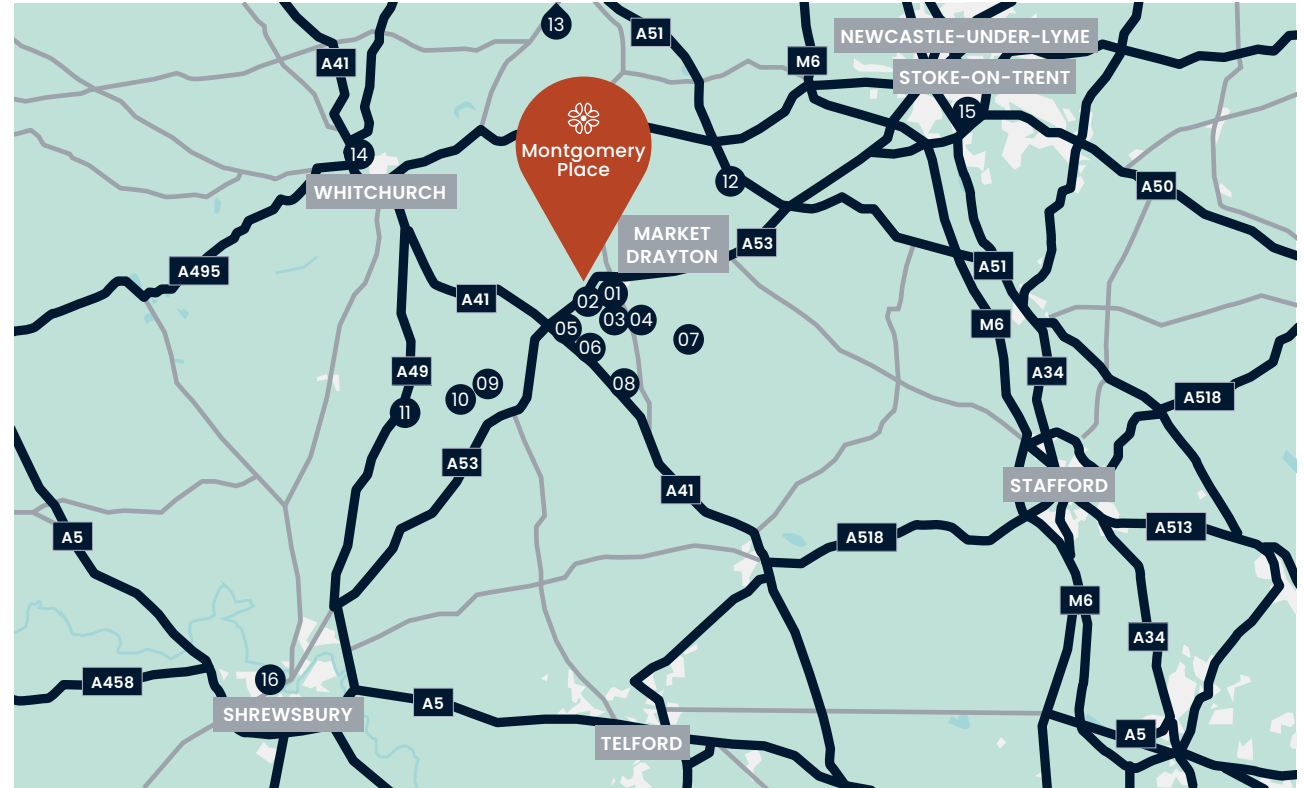 13
A51
NEWCASTLE-UNDER-LYME
A41
M6
STOKE-ON-TRENT
15
Montgomery
Place
14
12
A50
WHITCHURCH
MARKET
DRAYTON
A53
A495
A51
A41
01
02
03
04
M6
05
06
07
A49
A34
08
09
10
A518
11
A53
A41
STAFFORD
A5
A518
A513
M6
A34
16
A458
A5
SHREWSBURY
A5
TELFORD